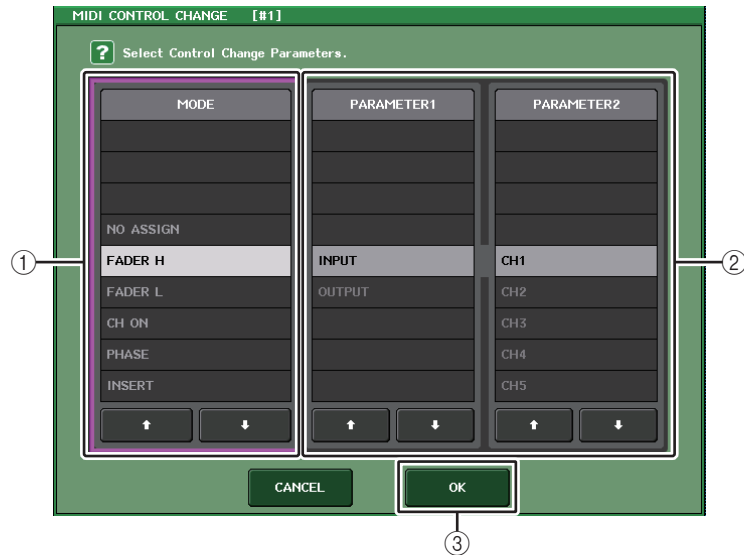 MIDI CONTROL CHANGE [#1]
? Select Control Change Parameters.
MODE
NO ASSIGN
FADER H
FADER L
CH ON
PHASE
INSERT
PARAMETER1
INPUT
OUTPUT
PARAMETER2
CH1
CH2
CH3
CH4
CH5
CANCEL
OK
①
②
③